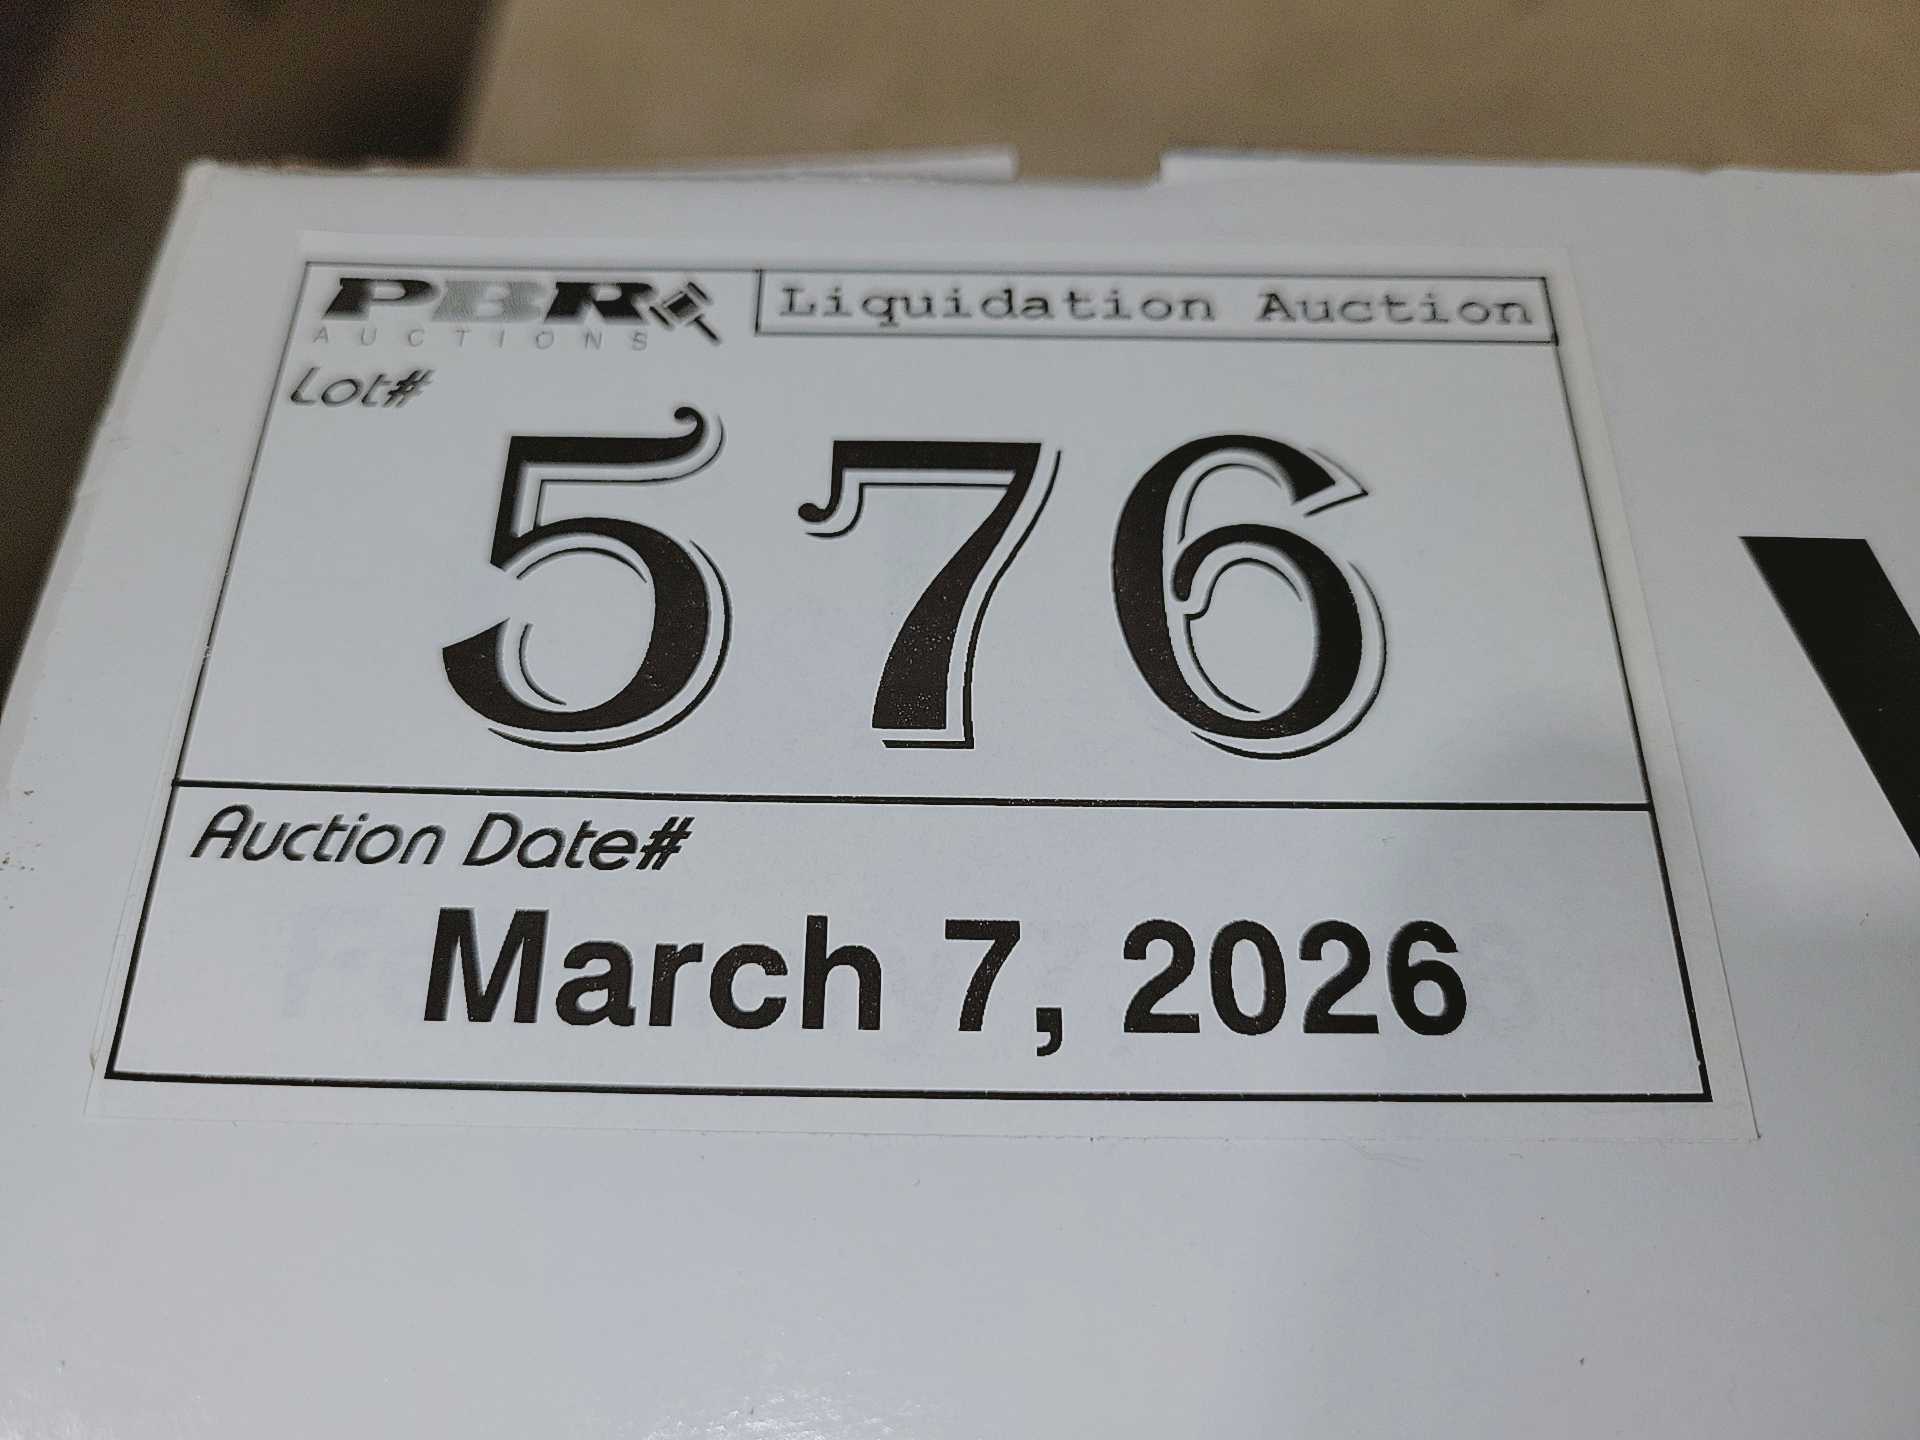 PBR
AUCTIONS
Liquidation Auction
Lot#
576
Auction Date#
March 7, 2026